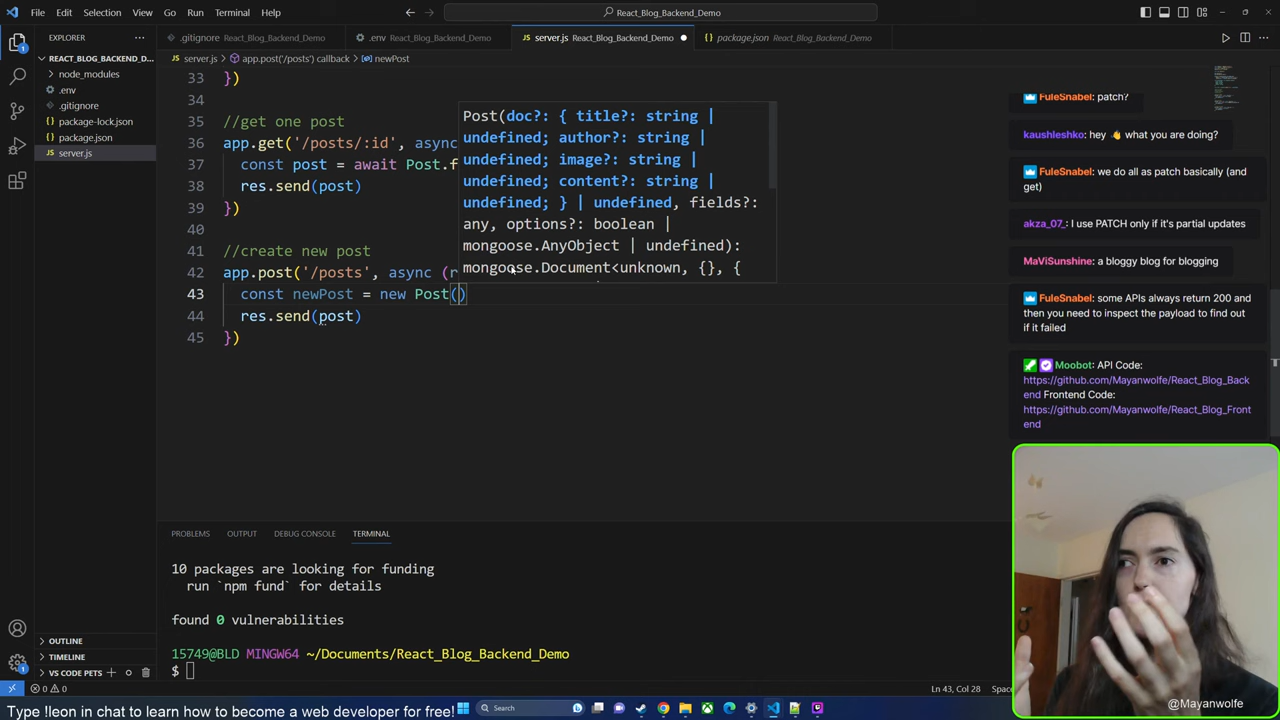 File Edit Selection View Go Run Terminal Help
React_Blog_Backend_Demo
EXPLORER
REACT_BLOG_BACKEND_D...
node_modules
.env
.gitignore
package-lock.json
package.json
server.js
OUTLINE
TIMELINE
VS CODE PETS
.gitignore React_Blog_Backend_Demo
.env React_Blog_Backend_Demo
server.js React_Blog_Backend_Demo
package.json React_Blog_Backend_Demo
server.js > app.post('/posts') callback > newPost
33 })
34
35 //get one post
36 app.get('/posts/:id', async
37 const post = await Post.f
38 res.send(post)
39 })
40
41 //create new post
42 app.post('/posts', async (r
43 const newPost = new Post()
44 res.send(post)
45 })
Post(doc?: { title?: string |
undefined; author?: string |
undefined; image?: string |
undefined; content?: string |
undefined; } | undefined, fields?:
any, options?: boolean |
mongoose.AnyObject | undefined):
mongoose.Document<unknown, {}, {
FuleSnabel: patch?
kaushleshko: hey 👋 what you are doing?
FuleSnabel: we do all as patch basically (and
get)
akza_07_: I use PATCH only if it's partial updates
MaViSunshine: a bloggy blog for blogging
FuleSnabel: some APIs always return 200 and
then you need to inspect the payload to find out
if it failed
Moobot: API Code:
https://github.com/Mayanwolfe/React_Blog_Back
end Frontend Code:
https://github.com/Mayanwolfe/React_Blog_Front
end
PROBLEMS OUTPUT DEBUG CONSOLE TERMINAL
10 packages are looking for funding
run `npm fund` for details
found 0 vulnerabilities
15749@BLD MINGW64 ~/Documents/React_Blog_Backend_Demo
$
0 0
Ln 43, Col 28
Type !leon in chat to learn how to become a web developer for free!
Search
@Mayanwolfe